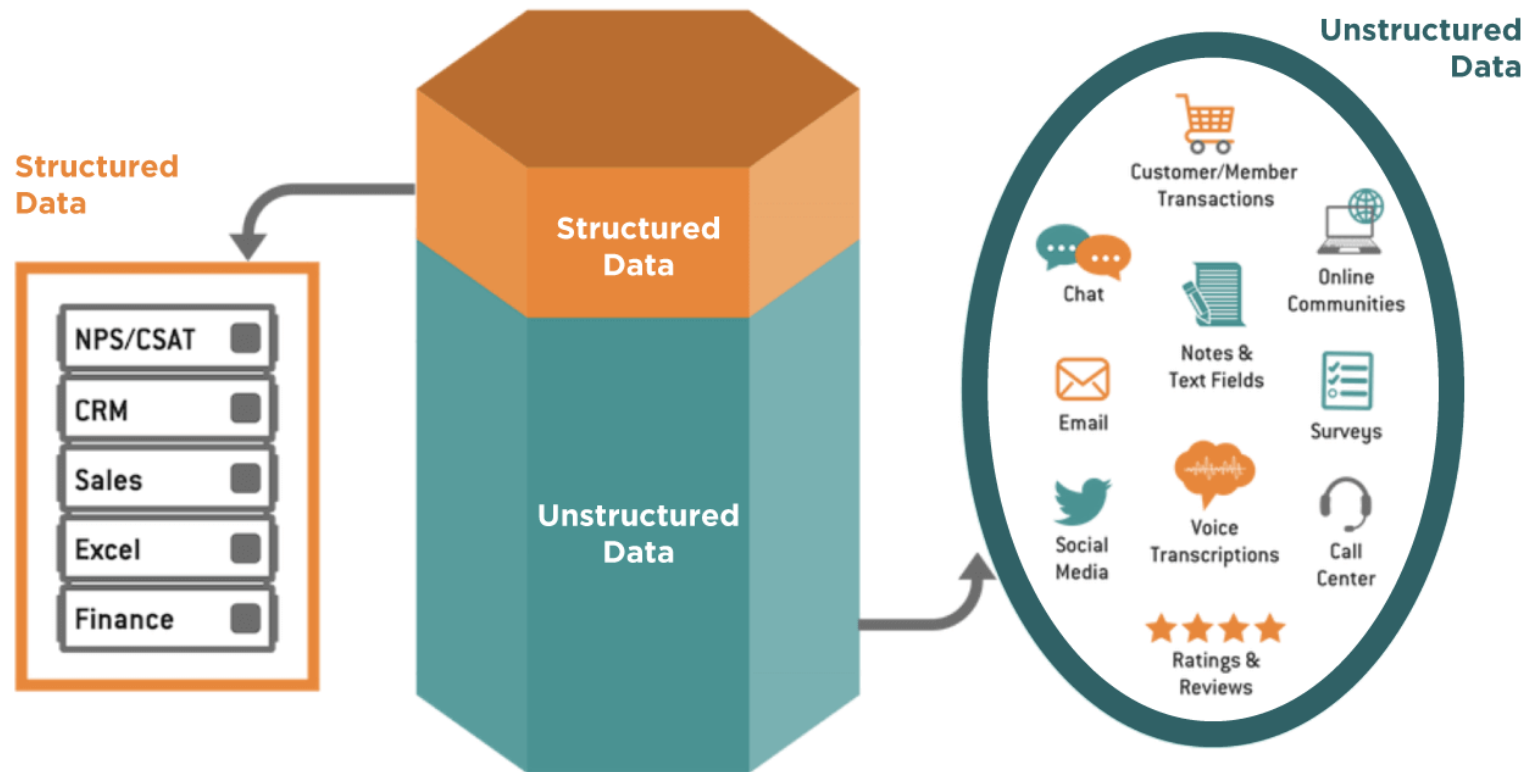 Structured
Data
NPS/CSAT
CRM
Sales
Excel
Finance
Structured
Data
Unstructured
Data
Unstructured
Data
Customer/Member
Transactions
Chat
Online
Communities
Notes &
Text Fields
Email
Surveys
Social
Media
Voice
Transcriptions
Call
Center
Ratings &
Reviews